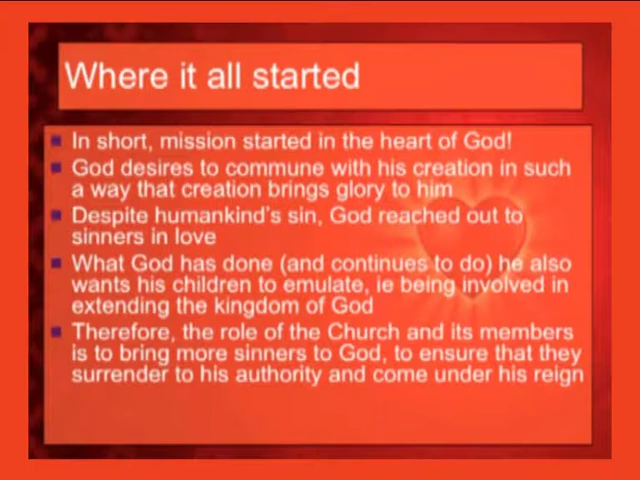 Where it all started
In short, mission started in the heart of God!
God desires to commune with his creation in such
a way that creation brings glory to him
Despite humankind's sin, God reached out to
sinners in love
What God has done (and continues to do) he also
wants his children to emulate, ie being involved in
extending the kingdom of God
Therefore, the role of the Church and its members
is to bring more sinners to God, to ensure that they
surrender to his authority and come under his reign